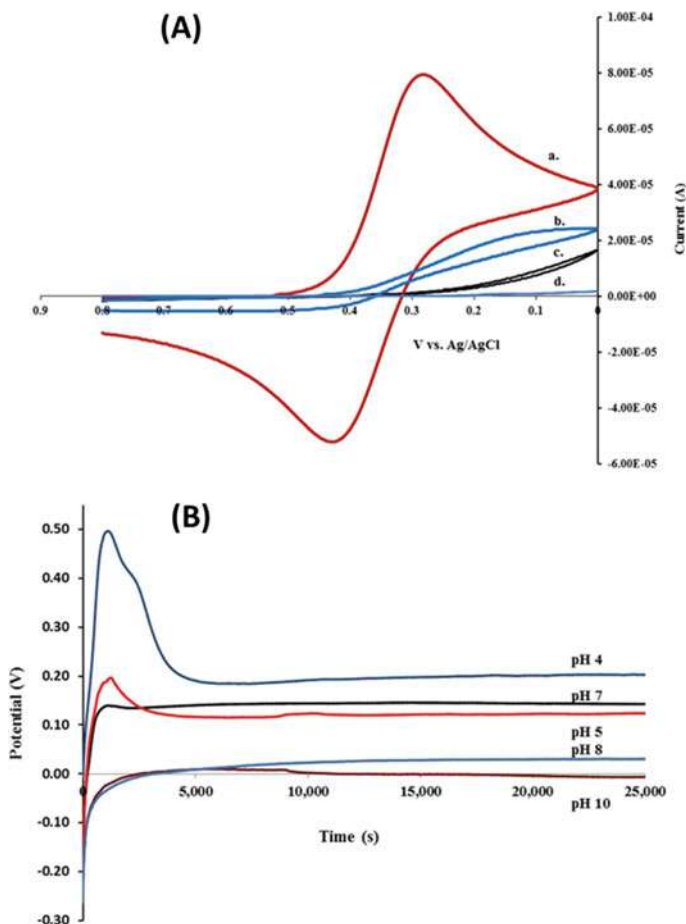 (A)
1.00E-04
8.00E-05
6.00E-05
4.00E-05
2.00E-05
0.00E+00
-2.00E-05
-4.00E-05
-6.00E-05
Current (A)
a.
b.
c.
d.
0.9 0.8 0.7 0.6 0.5 0.4 0.3 0.2 0.1 0
V vs. Ag/AgCl
(B)
0.50
0.40
0.30
0.20
0.10
0.00
-0.10
-0.20
-0.30
Potential (V)
pH 4
pH 7
pH 5
pH 8
pH 10
0 5,000 10,000 15,000 20,000 25,000
Time (s)